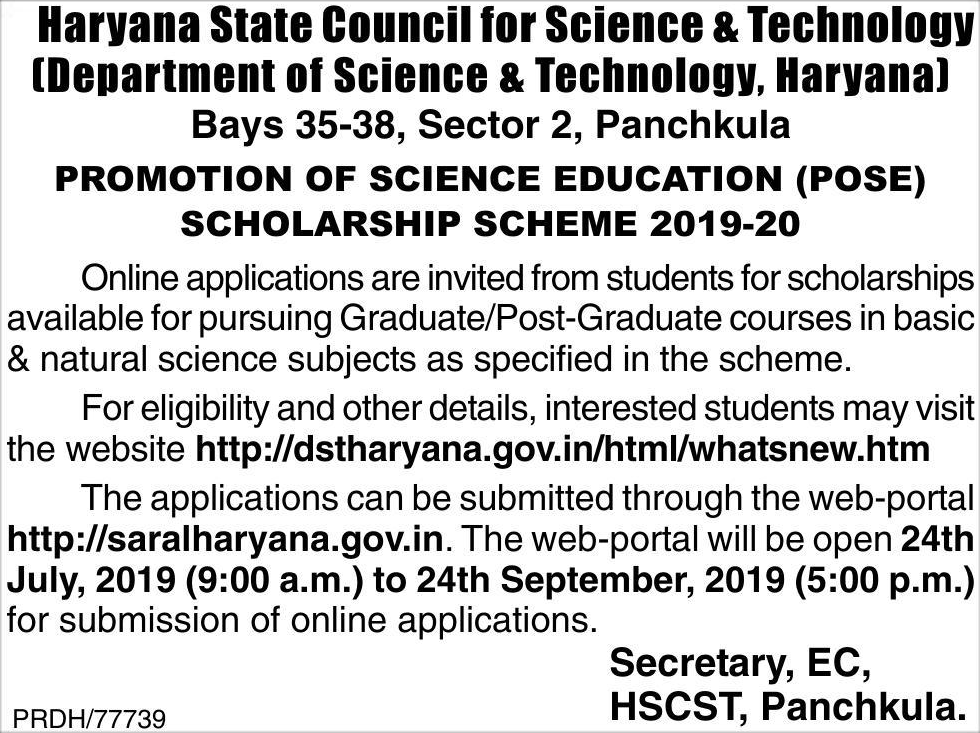 Haryana State Council for Science & Technology
(Department of Science & Technology, Haryana)
Bays 35-38, Sector 2, Panchkula
PROMOTION OF SCIENCE EDUCATION (POSE)
SCHOLARSHIP SCHEME 2019-20
Online applications are invited from students for scholarships
available for pursuing Graduate/Post-Graduate courses in basic
& natural science subjects as specified in the scheme.
For eligibility and other details, interested students may visit
the website http://dstharyana.gov.in/html/whatsnew.htm
The applications can be submitted through the web-portal
http://saralharyana.gov.in. The web-portal will be open 24th
July, 2019 (9:00 a.m.) to 24th September, 2019 (5:00 p.m.)
for submission of online applications.
Secretary, EC,
HSCST, Panchkula.
PRDH/77739